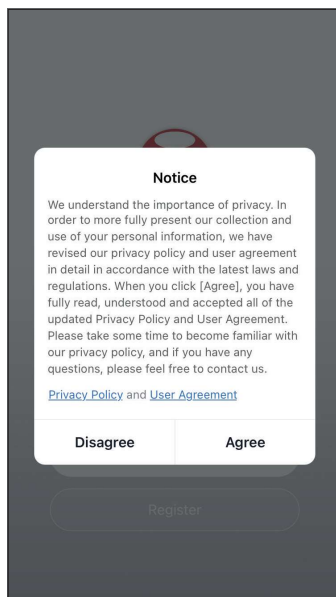 Notice
We understand the importance of privacy. In
order to more fully present our collection and
use of your personal information, we have
revised our privacy policy and user agreement
in detail in accordance with the latest laws and
regulations. When you click [Agree], you have
fully read, understood and accepted all of the
updated Privacy Policy and User Agreement.
Please take some time to become familiar with
our privacy policy, and if you have any
questions, please feel free to contact us.
Privacy Policy and User Agreement
Disagree Agree
Register